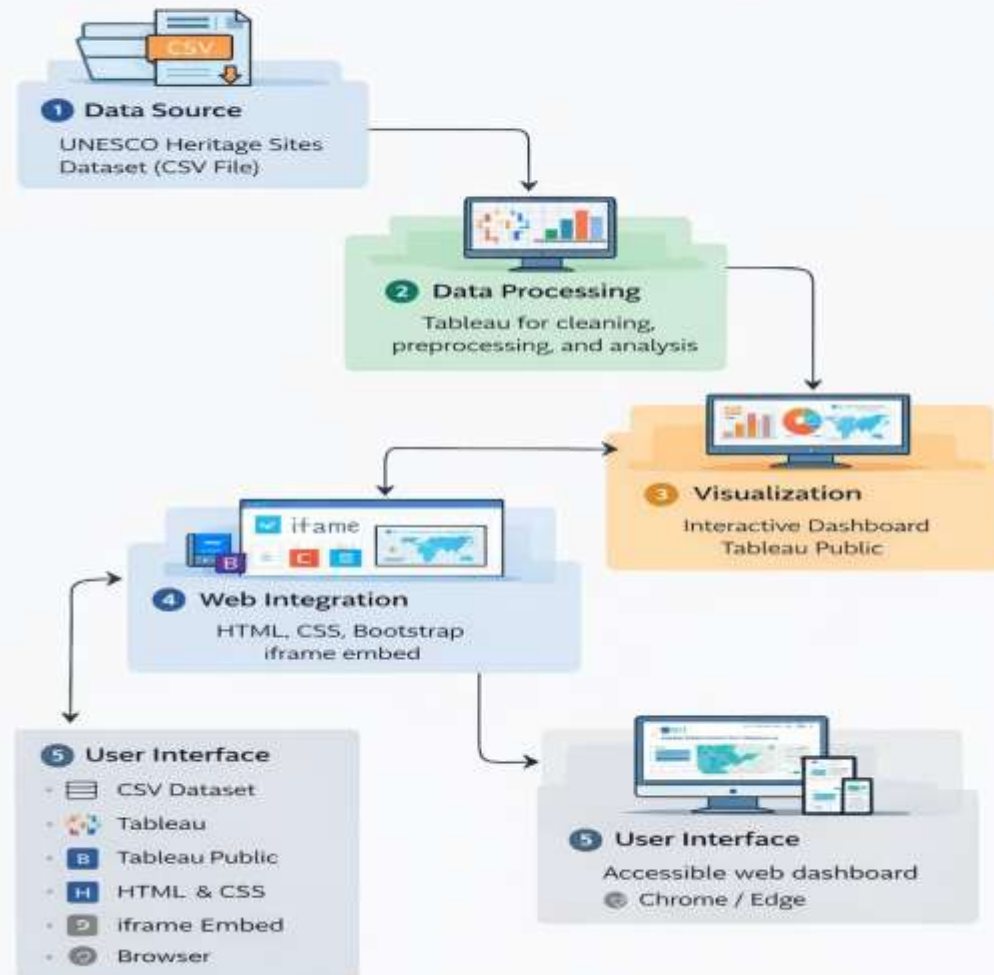 CSV
1 Data Source
UNESCO Heritage Sites
Dataset (CSV File)
2 Data Processing
Tableau for cleaning,
preprocessing, and analysis
3 Visualization
Interactive Dashboard
Tableau Public
ifame
B
C
4 Web Integration
HTML, CSS, Bootstrap
iframe embed
5 User Interface
CSV Dataset
Tableau
B Tableau Public
H HTML & CSS
iframe Embed
Browser
5 User Interface
Accessible web dashboard
Chrome / Edge